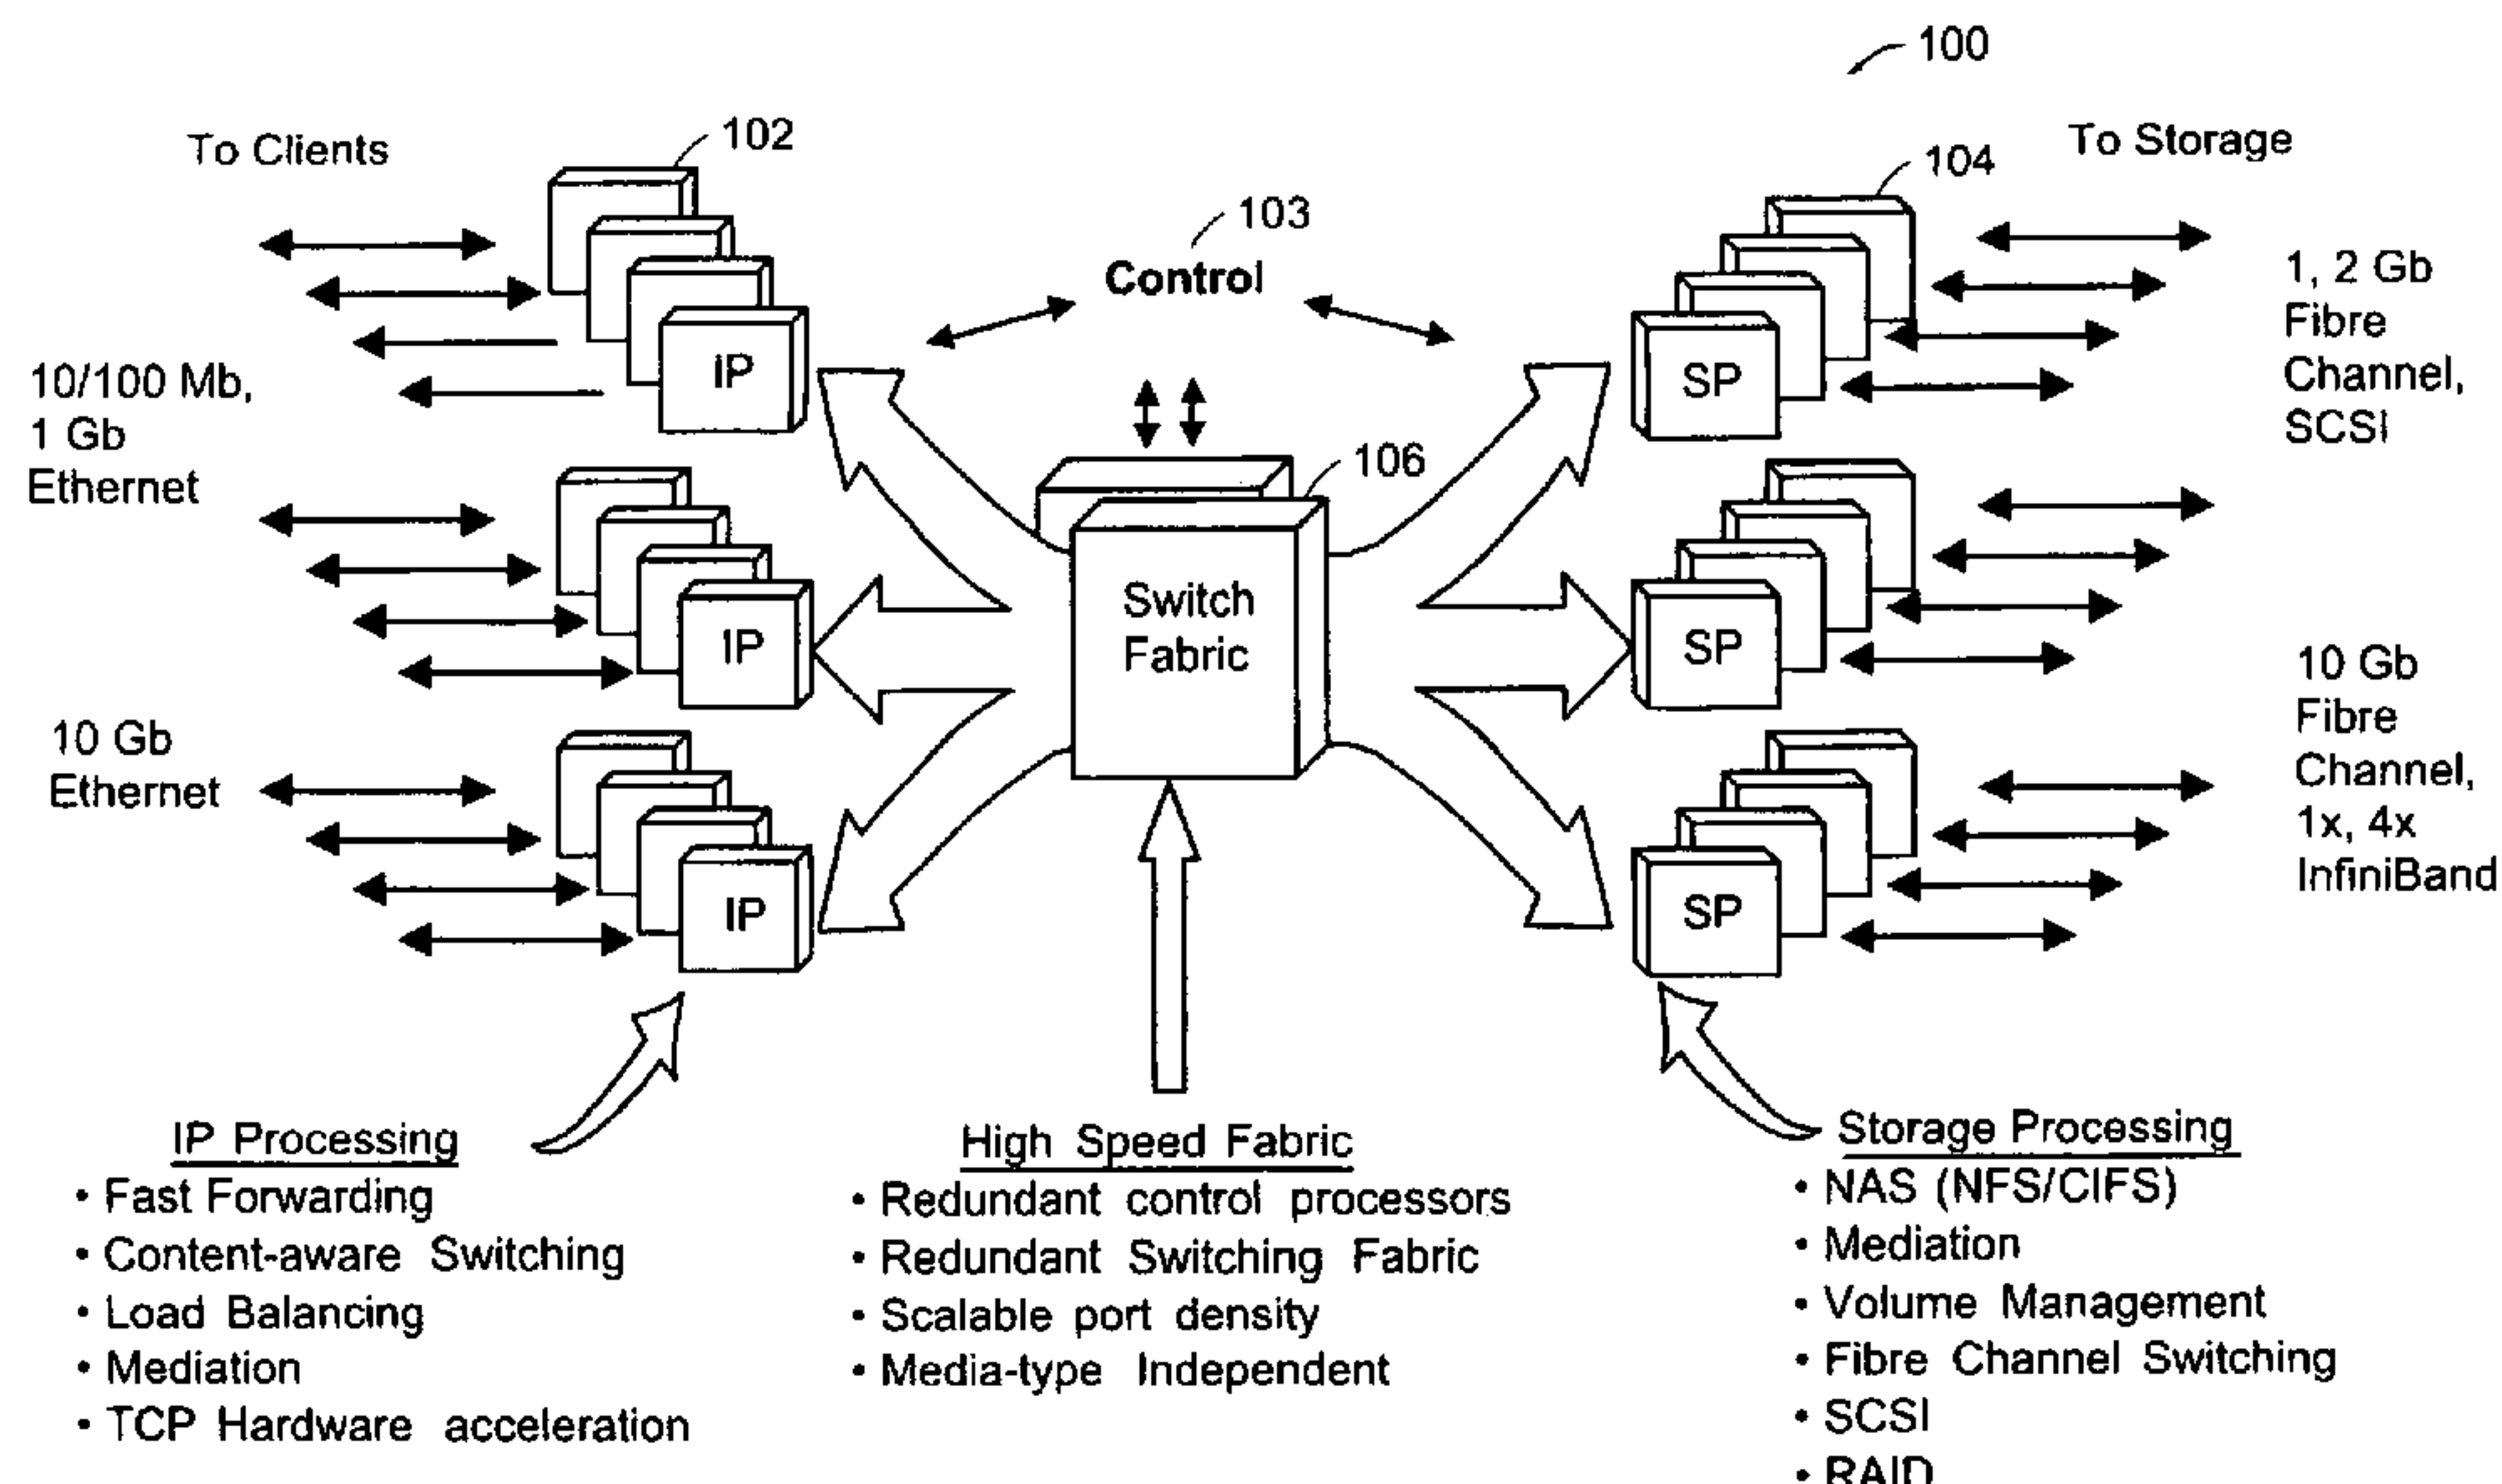 100
To Clients
102
To Storage
104
103
Control
1, 2 Gb
Fibre
Channel,
SCSI
10/100 Mb,
1 Gb
Ethernet
IP
SP
106
Switch
Fabric
IP
SP
10 Gb
Fibre
Channel,
1x, 4x
InfiniBand
10 Gb
Ethernet
IP
SP
IP Processing
• Fast Forwarding
• Content-aware Switching
• Load Balancing
• Mediation
• TCP Hardware acceleration
High Speed Fabric
• Redundant control processors
• Redundant Switching Fabric
• Scalable port density
• Media-type Independent
Storage Processing
• NAS (NFS/CIFS)
• Mediation
• Volume Management
• Fibre Channel Switching
• SCSI
• RAID